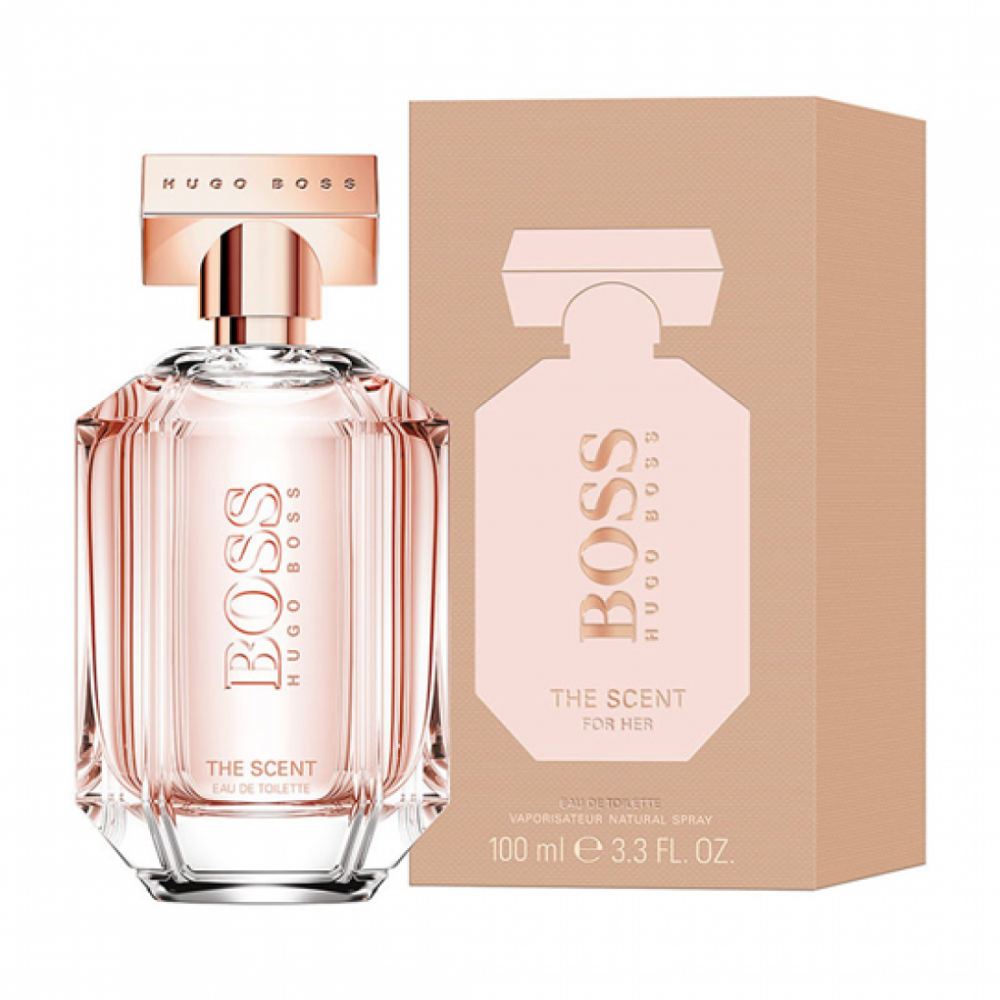 HUGO BOSS
BOSS
HUGO BOSS
THE SCENT
EAU DE TOILETTE
BOSS
HUGO BOSS
THE SCENT
FOR HER
EAU DE TOILETTE
VAPORISATEUR NATURAL SPRAY
100 ml ℮ 3.3 FL. OZ.